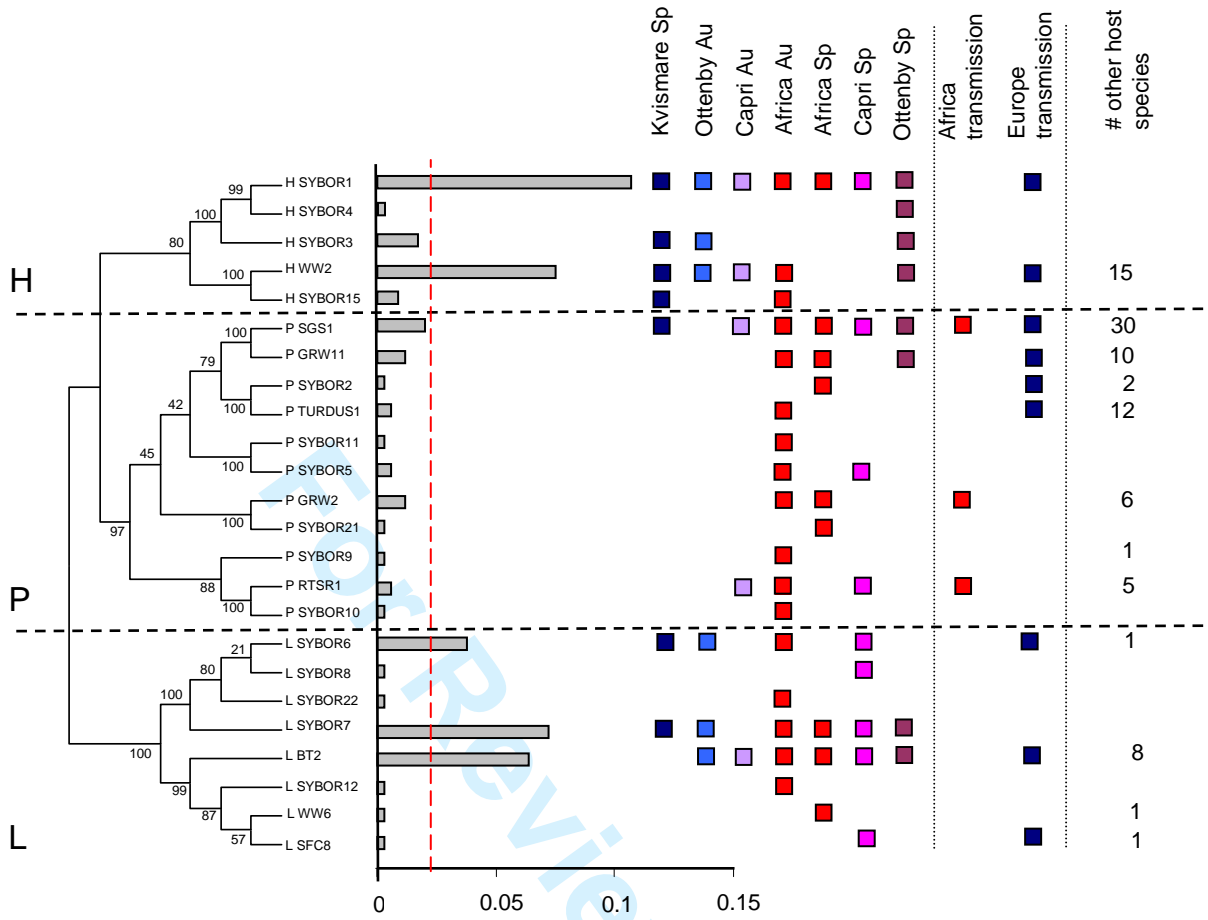 Kvismare Sp
Ottenby Au
Capri Au
Africa Au
Africa Sp
Capri Sp
Ottenby Sp
Africa
transmission
Europe
transmission
# other host
species
H SYBOR1
99
H SYBOR4
100
H SYBOR3
80
H WW2 15
100
H SYBOR15
H
P SGS1 30
100
P GRW11 10
79
P SYBOR2 2
100
P TURDUS1 12
42
P SYBOR11
100
P SYBOR5
45
P GRW2 6
100
P SYBOR21
97
P SYBOR9 1
88
P RTSR1 5
100
P SYBOR10
P
L SYBOR6 1
21
L SYBOR8
80
L SYBOR22
100
L SYBOR7
100
L BT2 8
99
L SYBOR12
87
L WW6 1
57
L SFC8 1
L
0 0.05 0.1 0.15
For Review